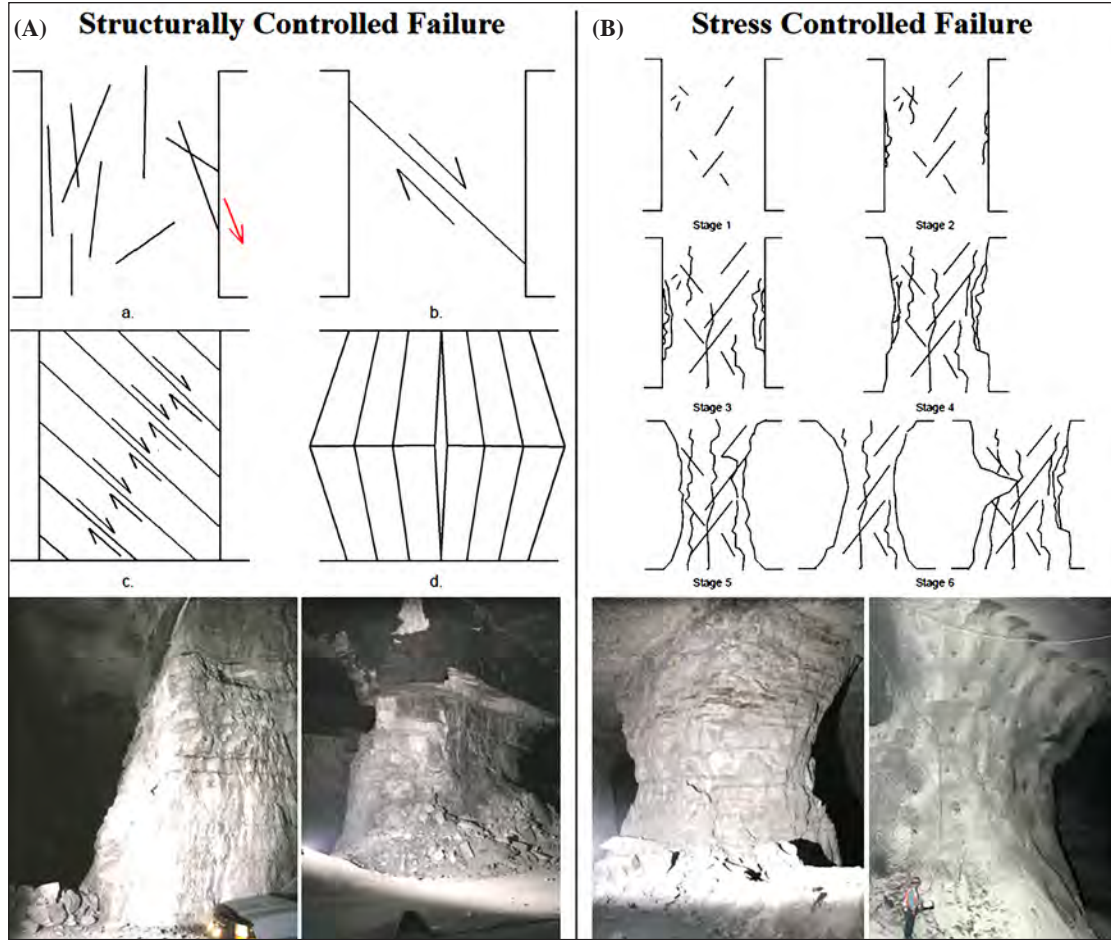 (A) Structurally Controlled Failure
a.
b.
c.
d.
(B) Stress Controlled Failure
Stage 1
Stage 2
Stage 3
Stage 4
Stage 5
Stage 6